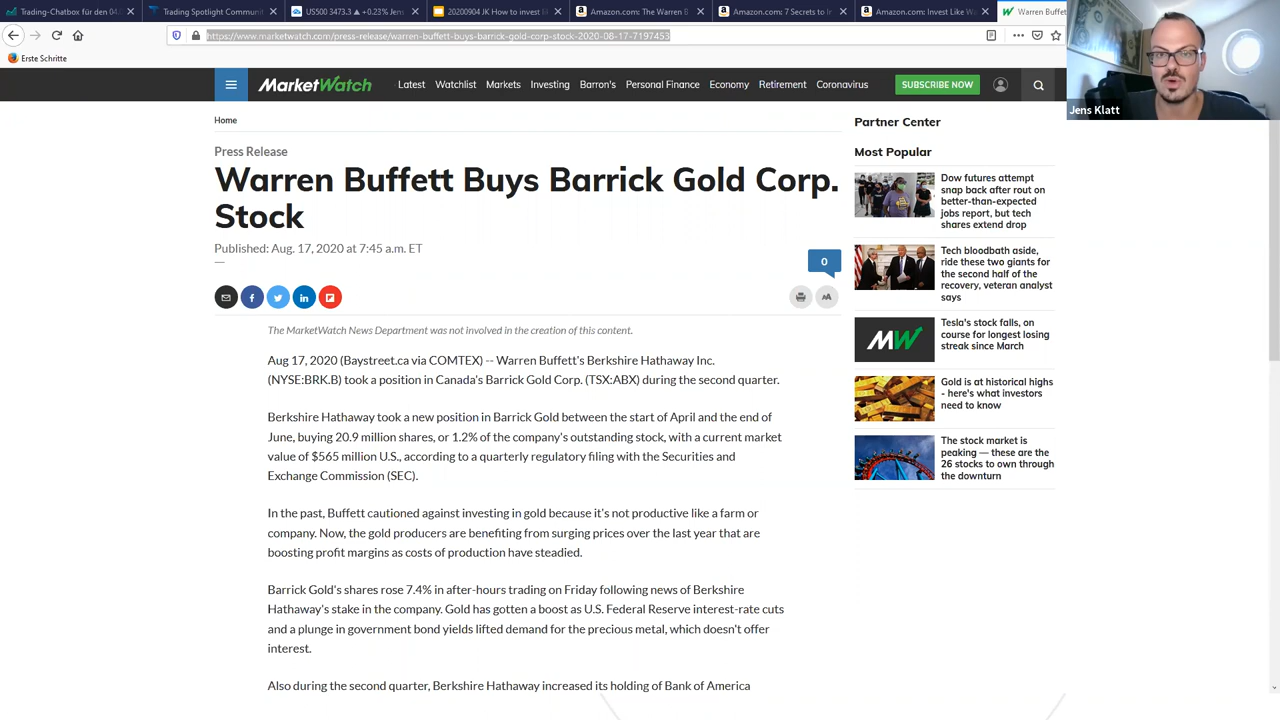 Trading-Chatbox für den 04.0
Trading Spotlight Communit
US500 3473.3 ▲ +0.23% Jens
20200904 JK How to invest l
Amazon.com: The Warren B
Amazon.com: 7 Secrets to In
Amazon.com: Invest Like Wa
Warren Buffett
https://www.marketwatch.com/press-release/warren-buffett-buys-barrick-gold-corp-stock-2020-08-17-7197453
Erste Schritte
MarketWatch
Latest Watchlist Markets Investing Barron's Personal Finance Economy Retirement Coronavirus
SUBSCRIBE NOW
Jens Klatt
Home
Press Release
Warren Buffett Buys Barrick Gold Corp.
Stock
Published: Aug. 17, 2020 at 7:45 a.m. ET
0
AA
The MarketWatch News Department was not involved in the creation of this content.
Aug 17, 2020 (Baystreet.ca via COMTEX) -- Warren Buffett's Berkshire Hathaway Inc.
(NYSE:BRK.B) took a position in Canada's Barrick Gold Corp. (TSX:ABX) during the second quarter.
Berkshire Hathaway took a new position in Barrick Gold between the start of April and the end of
June, buying 20.9 million shares, or 1.2% of the company's outstanding stock, with a current market
value of $565 million U.S., according to a quarterly regulatory filing with the Securities and
Exchange Commission (SEC).
In the past, Buffett cautioned against investing in gold because it's not productive like a farm or
company. Now, the gold producers are benefiting from surging prices over the last year that are
boosting profit margins as costs of production have steadied.
Barrick Gold's shares rose 7.4% in after-hours trading on Friday following news of Berkshire
Hathaway's stake in the company. Gold has gotten a boost as U.S. Federal Reserve interest-rate cuts
and a plunge in government bond yields lifted demand for the precious metal, which doesn't offer
interest.
Also during the second quarter, Berkshire Hathaway increased its holding of Bank of America
Partner Center
Most Popular
Dow futures attempt
snap back after rout on
better-than-expected
jobs report, but tech
shares extend drop
Tech bloodbath aside,
ride these two giants for
the second half of the
recovery, veteran analyst
says
MW
Tesla's stock falls, on
course for longest losing
streak since March
Gold is at historical highs
- here's what investors
need to know
The stock market is
peaking — these are the
26 stocks to own through
the downturn